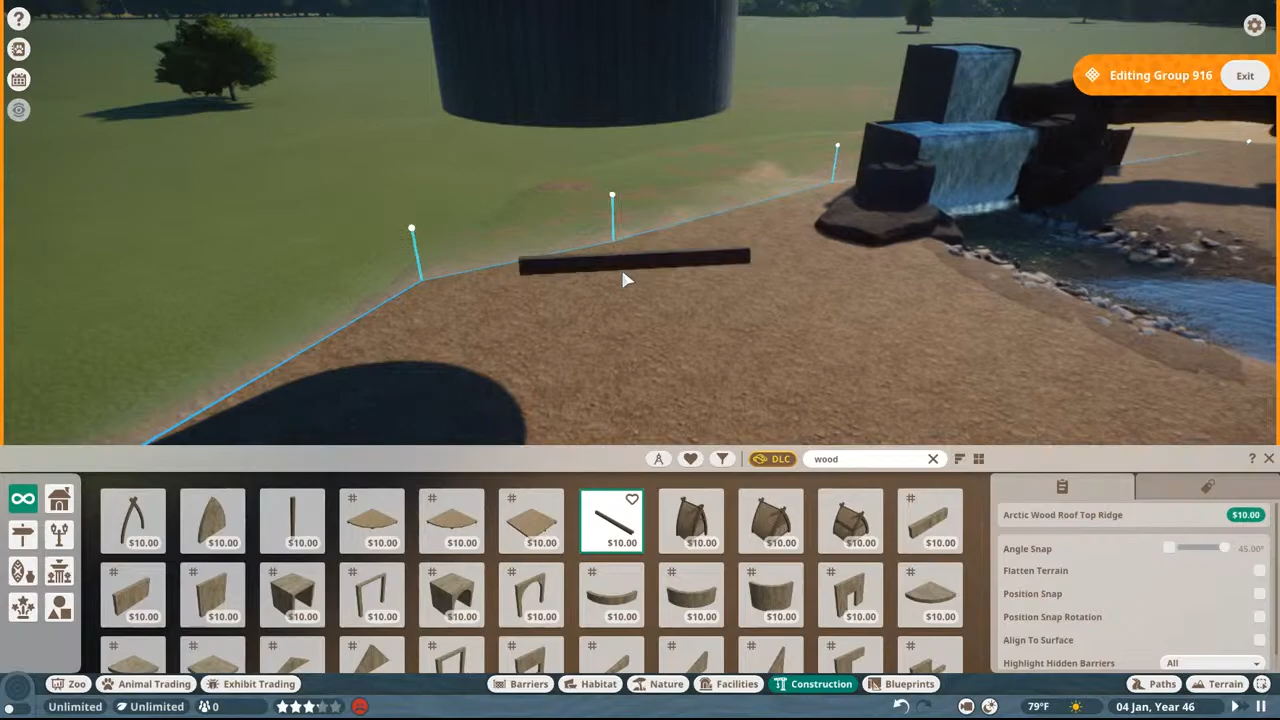 Editing Group 916
Exit
DLC
wood
$10.00 $10.00 $10.00 $10.00 $10.00 $10.00 $10.00 $10.00 $10.00 $10.00 $10.00
$10.00 $10.00 $10.00 $10.00 $10.00 $10.00 $10.00 $10.00 $10.00 $10.00 $10.00
Arctic Wood Roof Top Ridge $10.00
Angle Snap 45.00°
Flatten Terrain
Position Snap
Position Snap Rotation
Align To Surface
Highlight Hidden Barriers All
Zoo Animal Trading Exhibit Trading Barriers Habitat Nature Facilities Construction Blueprints Paths Terrain
Unlimited Unlimited 0 79°F 04 Jan, Year 46